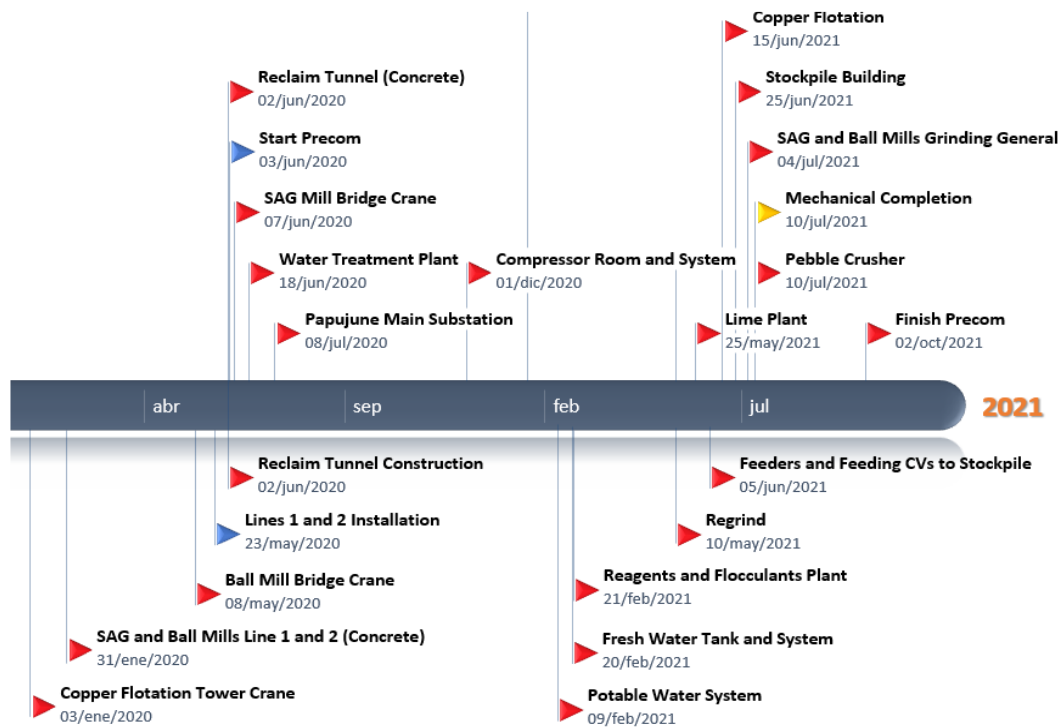 Copper Flotation
15/jun/2021
Reclaim Tunnel (Concrete)
02/jun/2020
Stockpile Building
25/jun/2021
Start Precom
03/jun/2020
SAG and Ball Mills Grinding General
04/jul/2021
SAG Mill Bridge Crane
07/jun/2020
Mechanical Completion
10/jul/2021
Water Treatment Plant
18/jun/2020
Compressor Room and System
01/dic/2020
Pebble Crusher
10/jul/2021
Papujune Main Substation
08/jul/2020
Lime Plant
25/may/2021
Finish Precom
02/oct/2021
abr
sep
feb
jul
2021
Reclaim Tunnel Construction
02/jun/2020
Feeders and Feeding CVs to Stockpile
05/jun/2021
Lines 1 and 2 Installation
23/may/2020
Regrind
10/may/2021
Ball Mill Bridge Crane
08/may/2020
Reagents and Flocculants Plant
21/feb/2021
SAG and Ball Mills Line 1 and 2 (Concrete)
31/ene/2020
Fresh Water Tank and System
20/feb/2021
Copper Flotation Tower Crane
03/ene/2020
Potable Water System
09/feb/2021